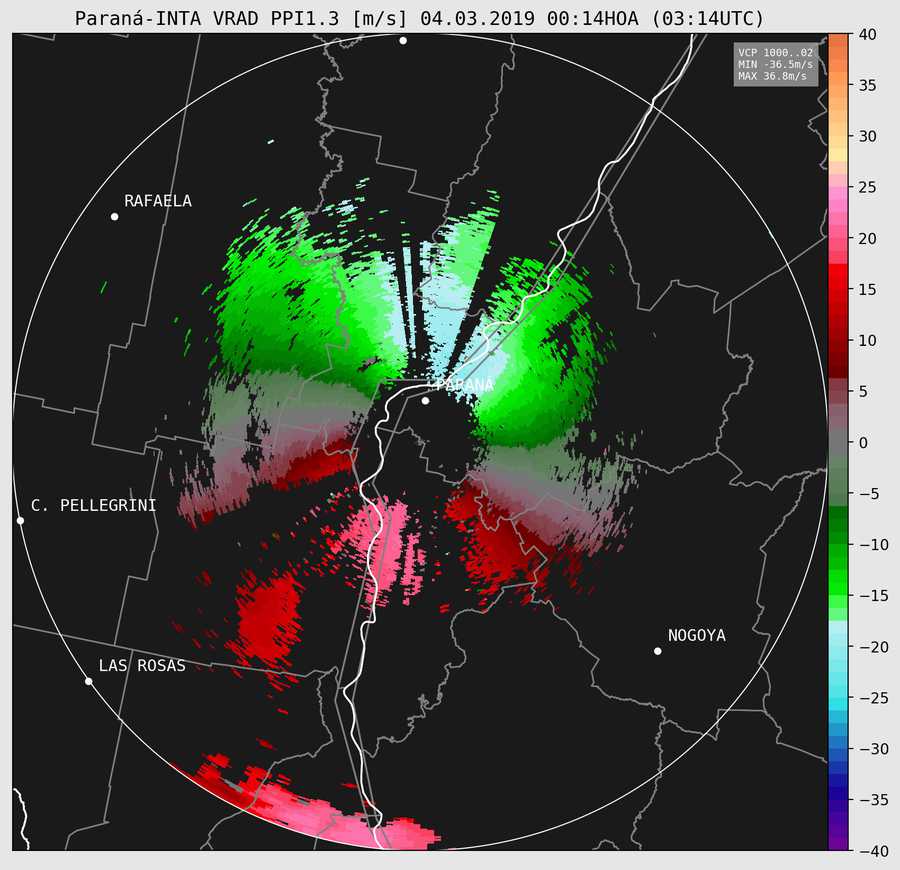 Paraná-INTA VRAD PPI1.3 [m/s] 04.03.2019 00:14HOA (03:14UTC)
VCP 1000..02
MIN -36.5m/s
MAX 36.8m/s
RAFAELA
PARANÁ
C. PELLEGRINI
NOGOYA
LAS ROSAS
40
35
30
25
20
15
10
5
0
−5
−10
−15
−20
−25
−30
−35
−40